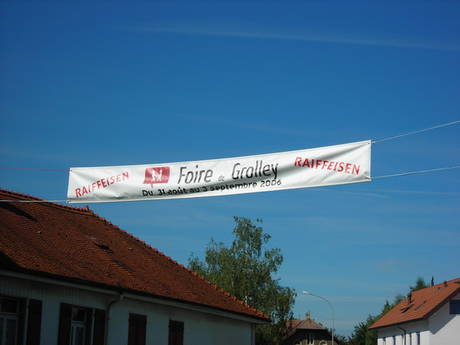 RAIFFEISEN Foire de Gralley RAIFFEISEN
Du 31 août au 3 septembre 2006